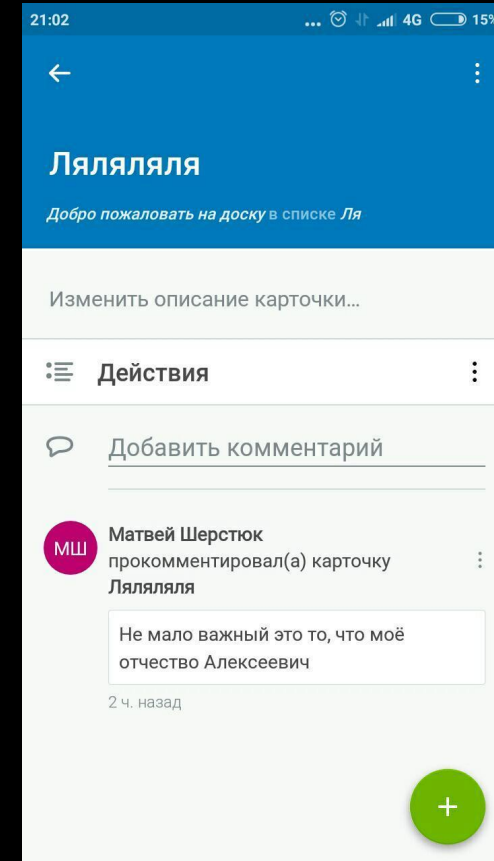 21:02 ... 4G 15%
Ляляляля
Добро пожаловать на доску в списке Ля
Изменить описание карточки...
Действия
Добавить комментарий
МШ
Матвей Шерстюк
прокомментировал(а) карточку
Ляляляля
Не мало важный это то, что моё
отчество Алексеевич
2 ч. назад